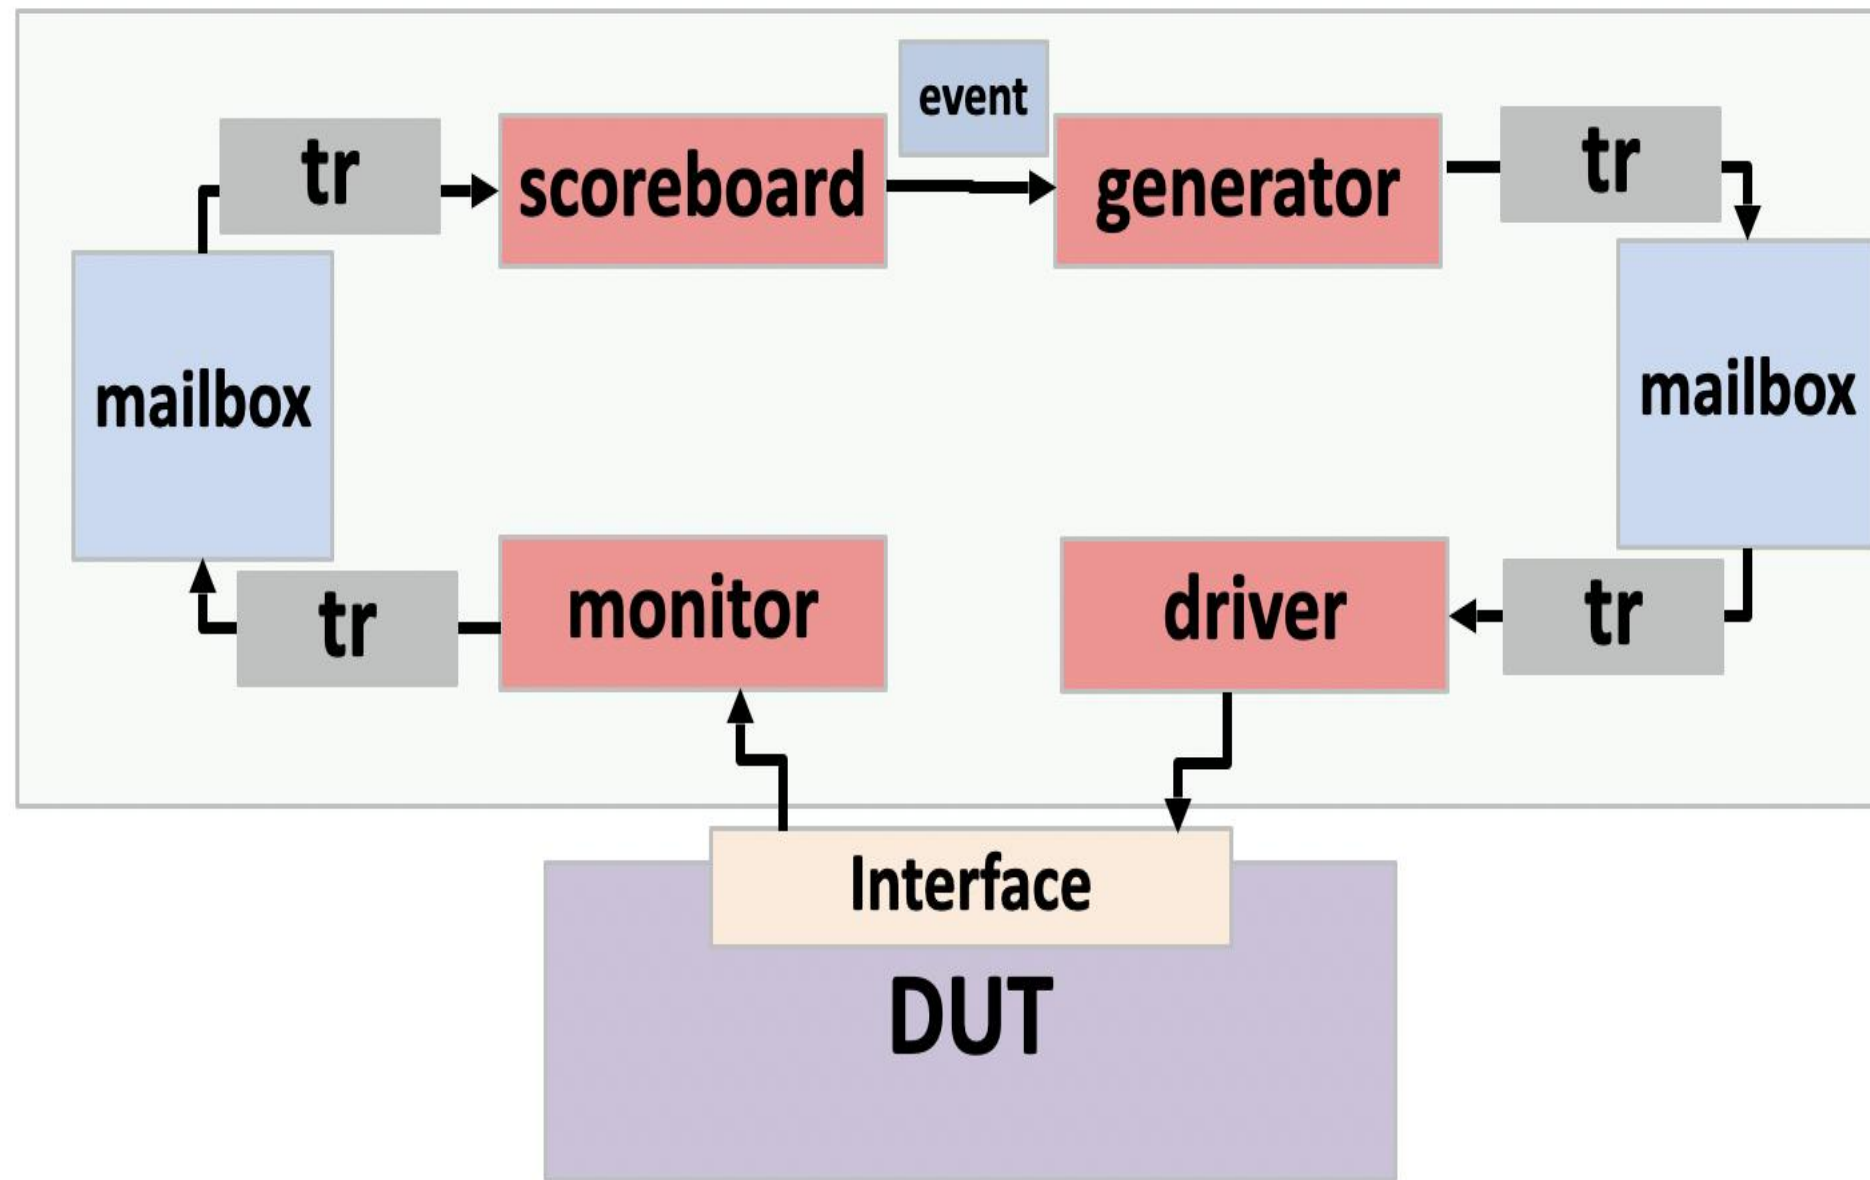 event
tr
scoreboard
generator
tr
mailbox
mailbox
tr
monitor
driver
tr
Interface
DUT